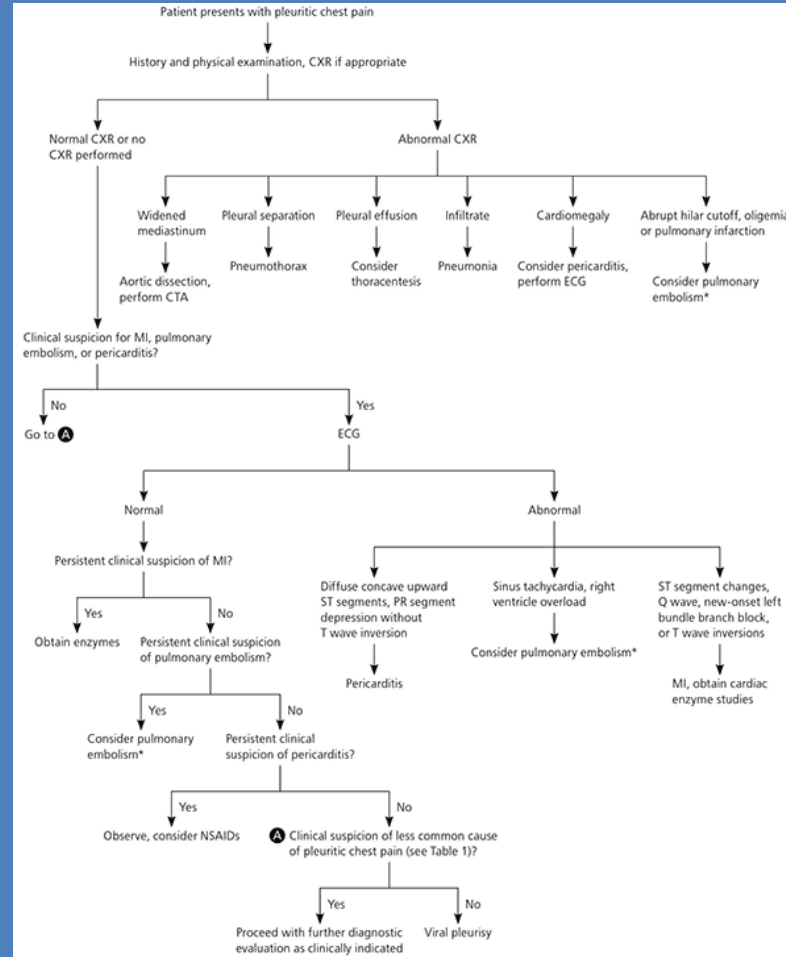 Patient presents with pleuritic chest pain
History and physical examination, CXR if appropriate
Normal CXR or no
CXR performed
Abnormal CXR
Widened
mediastinum
Pleural separation
Pleural effusion
Infiltrate
Cardiomegaly
Abrupt hilar cutoff, oligemia
or pulmonary infarction
Aortic dissection,
perform CTA
Pneumothorax
Consider
thoracentesis
Pneumonia
Consider pericarditis,
perform ECG
Consider pulmonary
embolism*
Clinical suspicion for MI, pulmonary
embolism, or pericarditis?
No
Yes
Go to A
ECG
Normal
Abnormal
Persistent clinical suspicion of MI?
Diffuse concave upward
ST segments, PR segment
depression without
T wave inversion
Sinus tachycardia, right
ventricle overload
ST segment changes,
Q wave, new-onset left
bundle branch block,
or T wave inversions
Yes
No
Obtain enzymes
Persistent clinical suspicion
of pulmonary embolism?
Pericarditis
Consider pulmonary embolism*
MI, obtain cardiac
enzyme studies
Yes
No
Consider pulmonary
embolism*
Persistent clinical
suspicion of pericarditis?
Yes
No
Observe, consider NSAIDs
A Clinical suspicion of less common cause
of pleuritic chest pain (see Table 1)?
Yes
No
Proceed with further diagnostic
evaluation as clinically indicated
Viral pleurisy